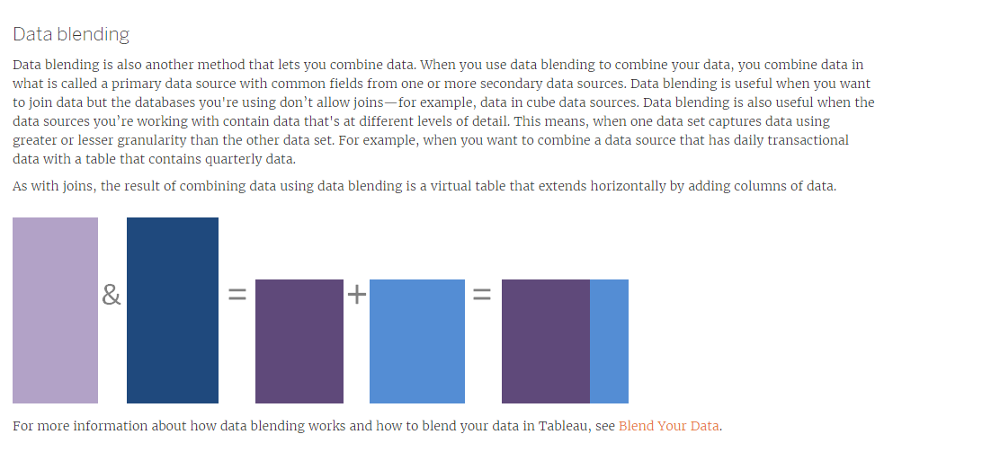 Data blending
Data blending is also another method that lets you combine data. When you use data blending to combine your data, you combine data in
what is called a primary data source with common fields from one or more secondary data sources. Data blending is useful when you want
to join data but the databases you're using don’t allow joins—for example, data in cube data sources. Data blending is also useful when the
data sources you’re working with contain data that's at different levels of detail. This means, when one data set captures data using
greater or lesser granularity than the other data set. For example, when you want to combine a data source that has daily transactional
data with a table that contains quarterly data.
As with joins, the result of combining data using data blending is a virtual table that extends horizontally by adding columns of data.
& = + =
For more information about how data blending works and how to blend your data in Tableau, see Blend Your Data.